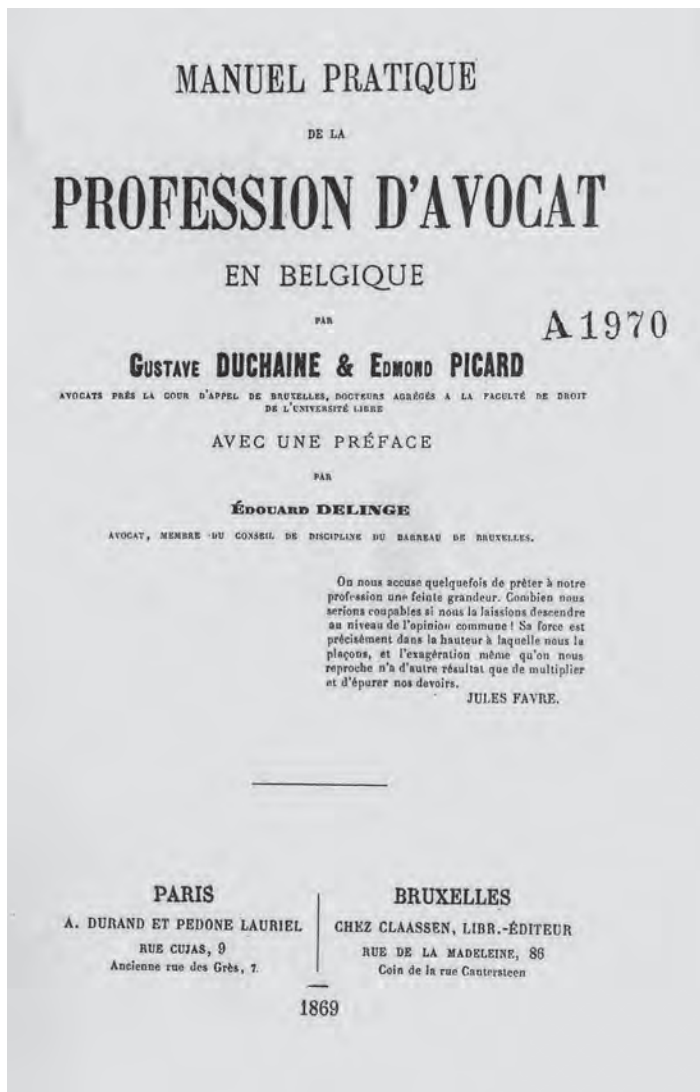 MANUEL PRATIQUE
DE LA
PROFESSION D'AVOCAT
EN BELGIQUE
PAR
A 1970
GUSTAVE DUCHAINE & EDMOND PICARD
AVOCATS PRÈS LA COUR D'APPEL DE BRUXELLES, DOCTEURS AGRÉGÉS A LA FACULTÉ DE DROIT
DE L'UNIVERSITÉ LIBRE
AVEC UNE PRÉFACE
PAR
ÉDOUARD DELINGE
AVOCAT, MEMBRE DU CONSEIL DE DISCIPLINE DU BARREAU DE BRUXELLES.
On nous accuse quelquefois de prêter à notre
profession une feinte grandeur. Combien nous
serions coupables si nous la laissions descendre
au niveau de l'opinion commune ! Sa force est
précisément dans la hauteur à laquelle nous la
plaçons, et l'exagération même qu'on nous
reproche n'a d'autre résultat que de multiplier
et d'épurer nos devoirs.
JULES FAVRE.
PARIS
A. DURAND ET PEDONE LAURIEL
RUE CUJAS, 9
Ancienne rue des Grès, 7.
BRUXELLES
CHEZ CLAASSEN, LIBR.-ÉDITEUR
RUE DE LA MADELEINE, 86
Coin de la rue Cantersteen
1869